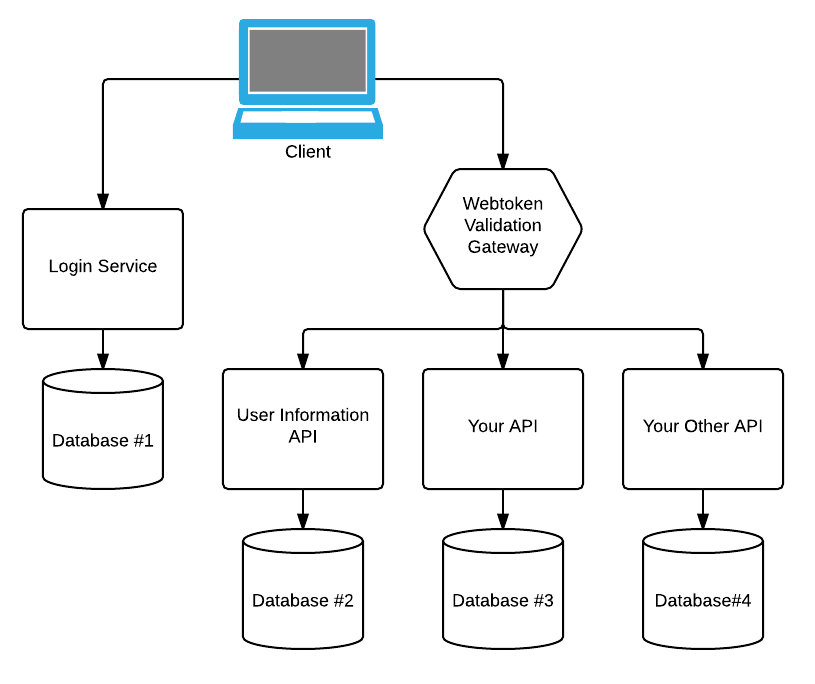 Client
Webtoken
Validation
Gateway
Login Service
User Information
API
Your API
Your Other API
Database #1
Database #2
Database #3
Database#4